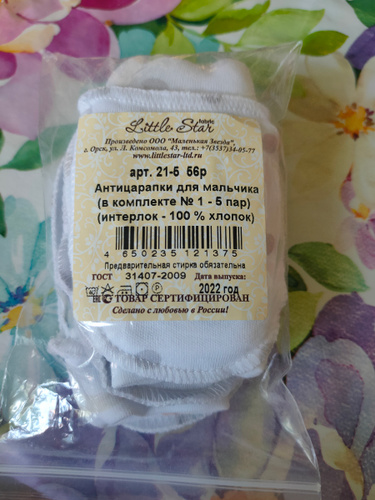 fabric
Little Star
Произведено ООО "Маленькая Звезда",
г. Орск, ул. Л. Комсомола, 43, тел.: +7(3537)34-05-77
www.littlestar-ltd.ru
арт. 21-5 56р
Антицарапки для мальчика
(в комплекте № 1 - 5 пар)
(интерлок - 100 % хлопок)
4 650235 121375
Предварительная стирка обязательна
ГОСТ 31407-2009 Дата выпуска:
2022 год
ЕАС ТОВАР СЕРТИФИЦИРОВАН
Сделано с любовью в России!